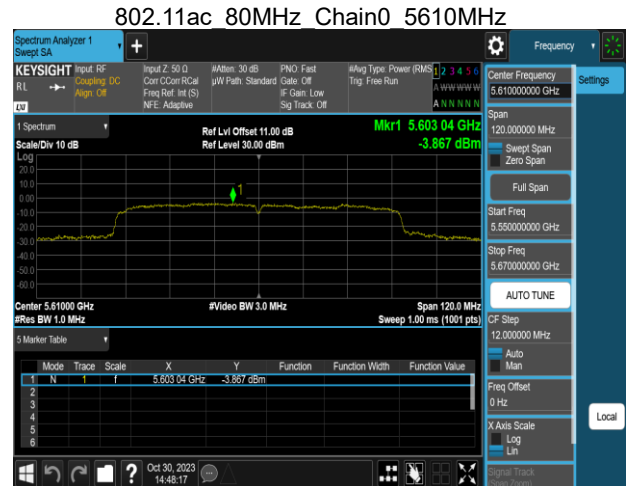 802.11ac_80MHz_Chain0_5610MHz
Spectrum Analyzer 1
Swept SA
Frequency
KEYSIGHT
RL
LXI
Input: RF
Coupling: DC
Align: Off
Input Z: 50 Ω
Corr CCorr RCal
Freq Ref: Int (S)
NFE: Adaptive
#Atten: 30 dB
µW Path: Standard
PNO: Fast
Gate: Off
IF Gain: Low
Sig Track: Off
#Avg Type: Power (RMS
Trig: Free Run
1 2 3 4 5 6
A W W W W W
A N N N N N
1 Spectrum
Scale/Div 10 dB
Ref Lvl Offset 11.00 dB
Ref Level 30.00 dBm
Mkr1 5.603 04 GHz
-3.867 dBm
Log
20.0
10.0
0.00
-10.0
-20.0
-30.0
-40.0
-50.0
-60.0
1
Center 5.61000 GHz
#Res BW 1.0 MHz
#Video BW 3.0 MHz
Span 120.0 MHz
Sweep 1.00 ms (1001 pts)
5 Marker Table
Mode Trace Scale X Y Function Function Width Function Value
1 N 1 f 5.603 04 GHz -3.867 dBm
2
3
4
5
6
Center Frequency
5.610000000 GHz
Settings
Span
120.000000 MHz
Swept Span
Zero Span
Full Span
Start Freq
5.550000000 GHz
Stop Freq
5.670000000 GHz
AUTO TUNE
CF Step
12.000000 MHz
Auto
Man
Freq Offset
0 Hz
X Axis Scale
Log
Lin
Local
Signal Track
(Span Zoom)
?
Oct 30, 2023
14:48:17